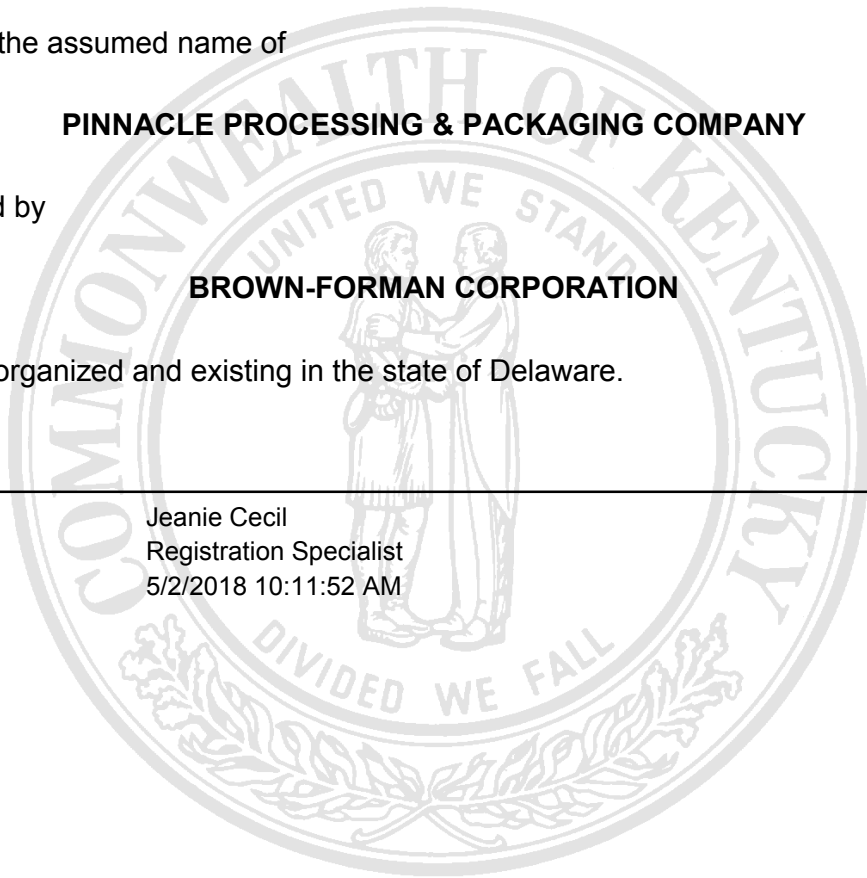 the assumed name of
PINNACLE PROCESSING & PACKAGING COMPANY
d by
BROWN-FORMAN CORPORATION
organized and existing in the state of Delaware.
Jeanie Cecil
Registration Specialist
5/2/2018 10:11:52 AM
COMMONWEALTH OF KENTUCKY
UNITED WE STAND
DIVIDED WE FALL